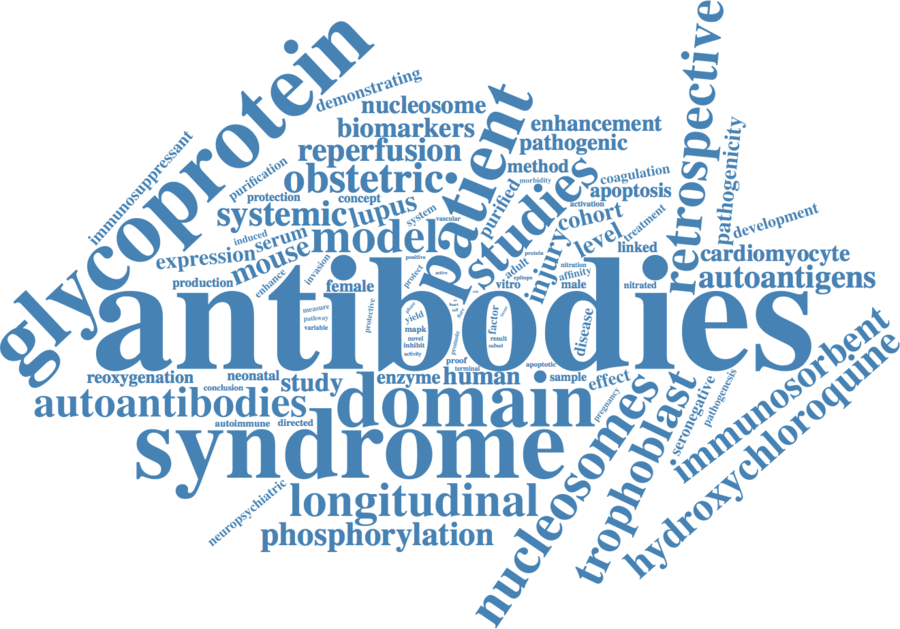 glycoprotein
demonstrating
retrospective
nucleosome
patient
biomarkers
enhancement
pathogenic
immunosuppressant
reperfusion
method
studies
pathogenicity
purification
obstetric
morbidity
coagulation
protection
concept
purified
activation
apoptosis
systemic
lupus
system
vascular
cohort
treatment
development
induced
serum
model
level
linked
expression
mouse
invasion
positive
protein
adult
injury
nitration
affinity
cardiomyocyte
production
enhance
female
protect
active
vitro
epitope
male
nitrated
autoantigens
antibodies
measure
pathway
variable
protective
yield
mapk
novel
inhibit
activity
promote
factor
result
subset
disease
immunosorbent
reoxygenation
neonatal
conclusion
study
enzyme
proof
terminal
human
apoptotic
sample
effect
hydroxychloroquine
autoantibodies
autoimmune
directed
domain
pregnancy
nucleosomes
trophoblast
seronegative
pathogenesis
syndrome
neuropsychiatric
longitudinal
phosphorylation